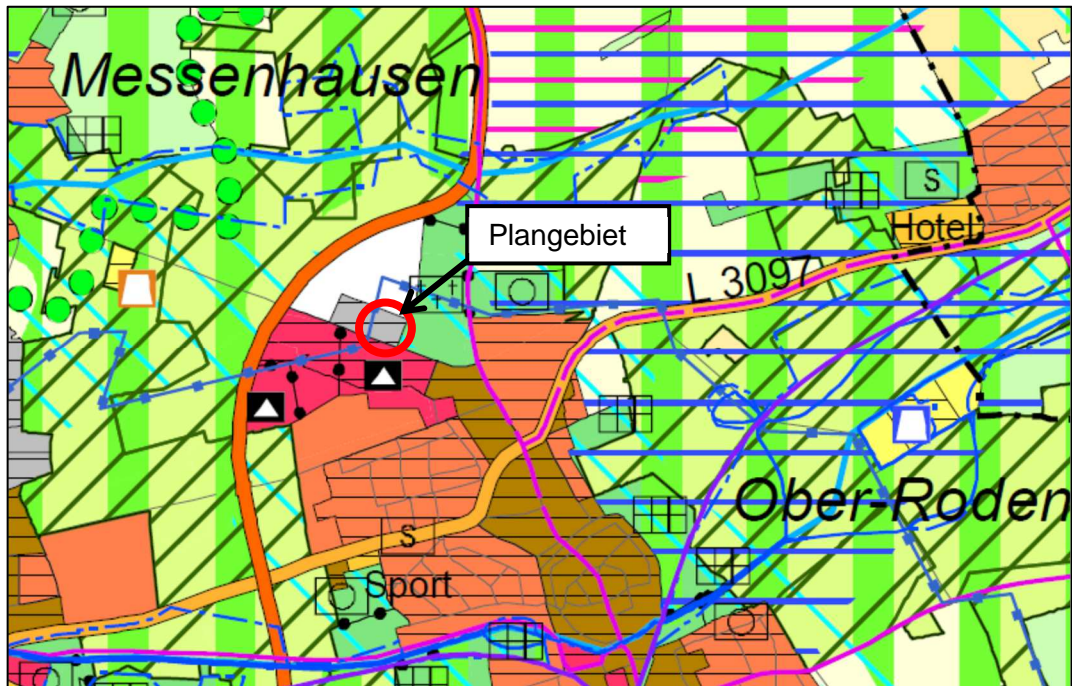 Messenhausen
S
Plangebiet
Hotel
L 3097
Ober-Roden
S
Sport